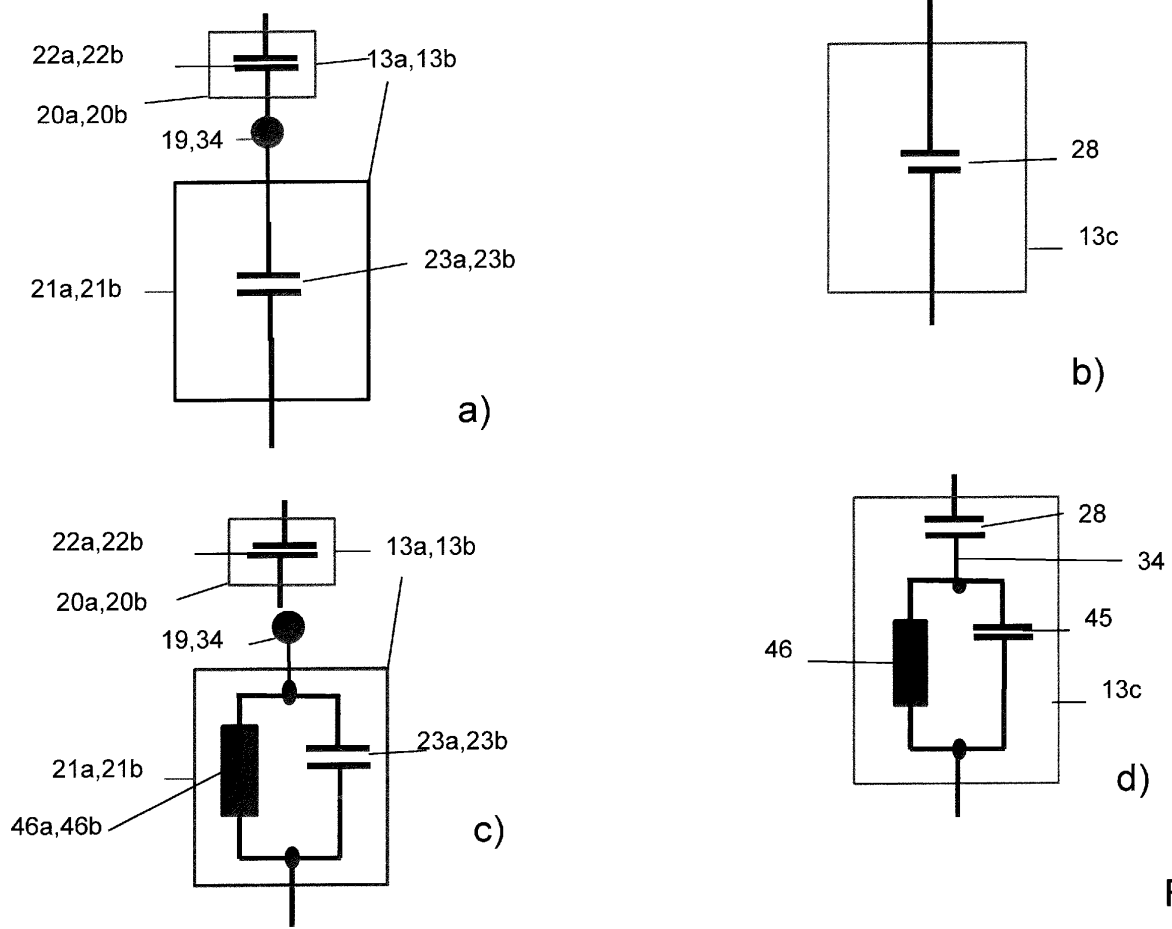 22a,22b
13a,13b
20a,20b
19,34
23a,23b
21a,21b
a)
28
13c
b)
22a,22b
13a,13b
20a,20b
19,34
23a,23b
21a,21b
46a,46b
c)
28
34
45
46
13c
d)